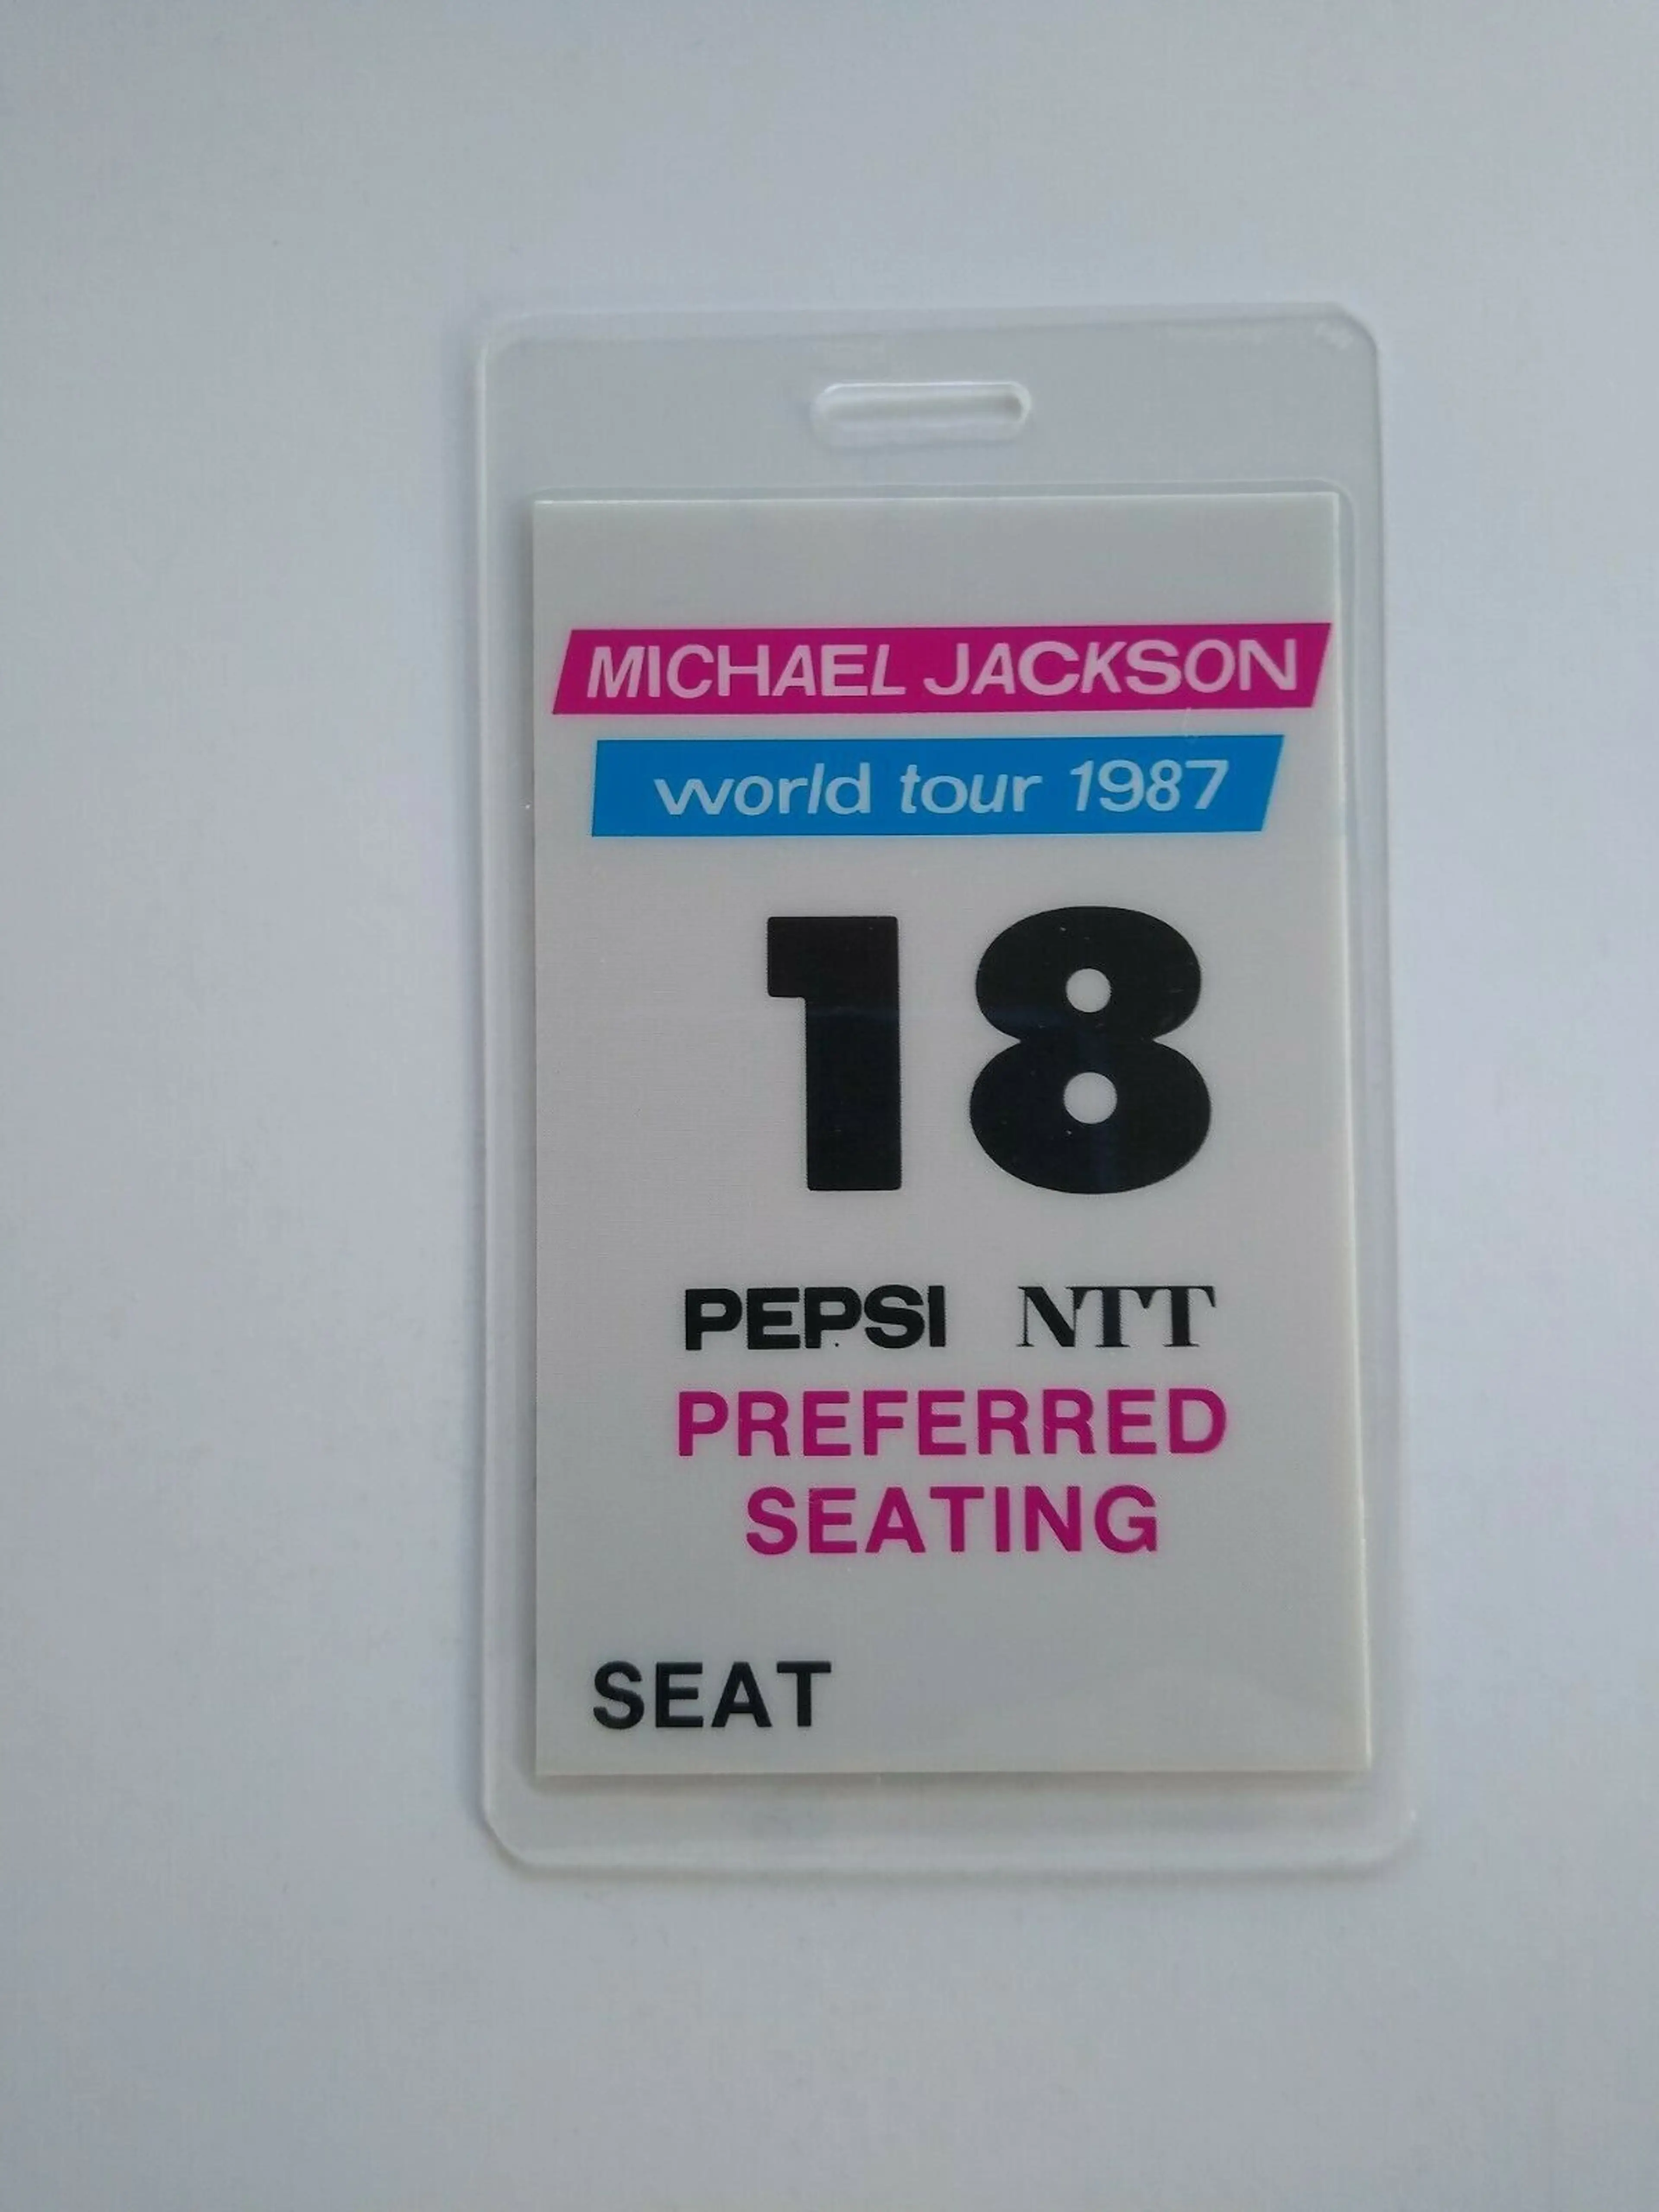 MICHAEL JACKSON
world tour 1987
18
PEPSI NTT
PREFERRED
SEATING
SEAT